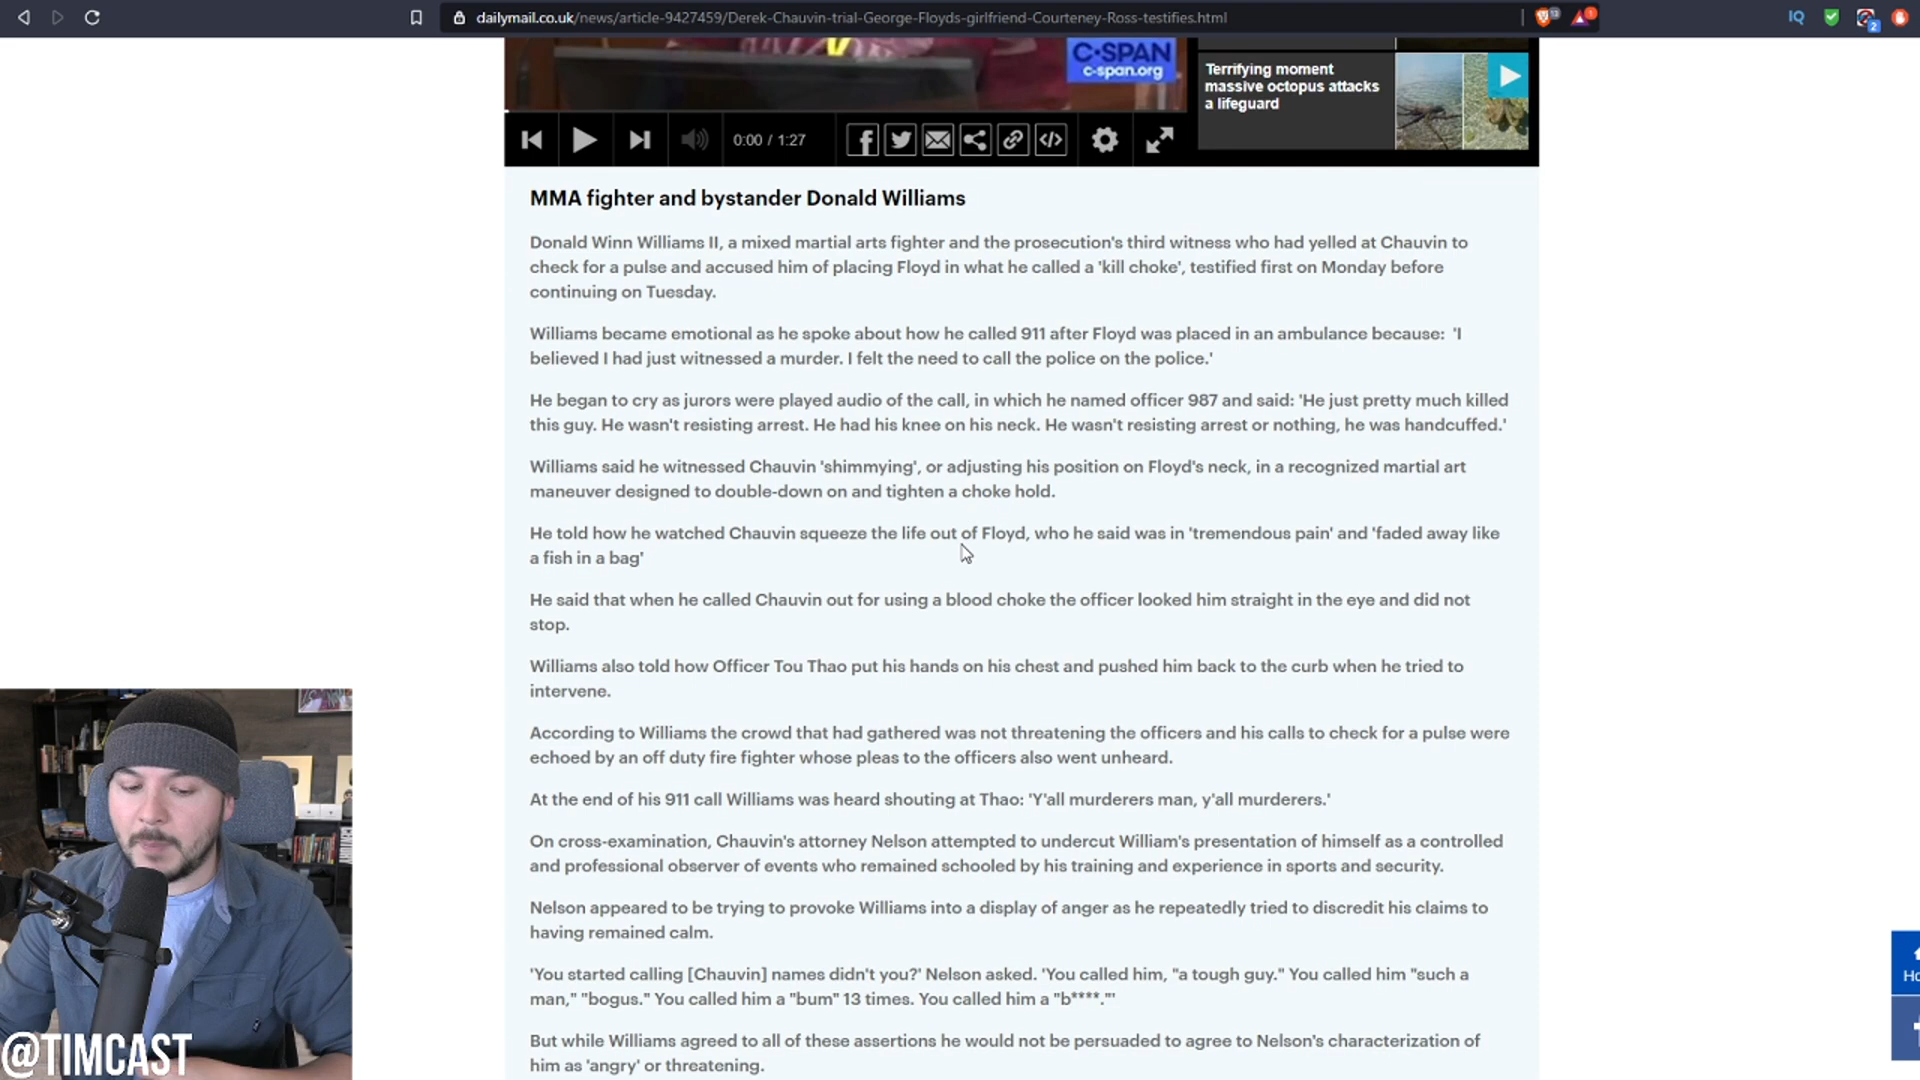 dailymail.co.uk/news/article-9427459/Derek-Chauvin-trial-George-Floyds-girlfriend-Courteney-Ross-testifies.html
IQ
2
C-SPAN
c-span.org
Terrifying moment
massive octopus attacks
a lifeguard
0:00 / 1:27
MMA fighter and bystander Donald Williams
Donald Winn Williams II, a mixed martial arts fighter and the prosecution's third witness who had yelled at Chauvin to
check for a pulse and accused him of placing Floyd in what he called a 'kill choke', testified first on Monday before
continuing on Tuesday.
Williams became emotional as he spoke about how he called 911 after Floyd was placed in an ambulance because:  'I
believed I had just witnessed a murder. I felt the need to call the police on the police.'
He began to cry as jurors were played audio of the call, in which he named officer 987 and said: 'He just pretty much killed
this guy. He wasn't resisting arrest. He had his knee on his neck. He wasn't resisting arrest or nothing, he was handcuffed.'
Williams said he witnessed Chauvin 'shimmying', or adjusting his position on Floyd's neck, in a recognized martial art
maneuver designed to double-down on and tighten a choke hold.
He told how he watched Chauvin squeeze the life out of Floyd, who he said was in 'tremendous pain' and 'faded away like
a fish in a bag'
He said that when he called Chauvin out for using a blood choke the officer looked him straight in the eye and did not
stop.
Williams also told how Officer Tou Thao put his hands on his chest and pushed him back to the curb when he tried to
intervene.
According to Williams the crowd that had gathered was not threatening the officers and his calls to check for a pulse were
echoed by an off duty fire fighter whose pleas to the officers also went unheard.
At the end of his 911 call Williams was heard shouting at Thao: 'Y'all murderers man, y'all murderers.'
On cross-examination, Chauvin's attorney Nelson attempted to undercut William's presentation of himself as a controlled
and professional observer of events who remained schooled by his training and experience in sports and security.
Nelson appeared to be trying to provoke Williams into a display of anger as he repeatedly tried to discredit his claims to
having remained calm.
'You started calling [Chauvin] names didn't you?' Nelson asked. 'You called him, "a tough guy." You called him "such a
man," "bogus." You called him a "bum" 13 times. You called him a "b****."'
But while Williams agreed to all of these assertions he would not be persuaded to agree to Nelson's characterization of
him as 'angry' or threatening.
@TIMCAST